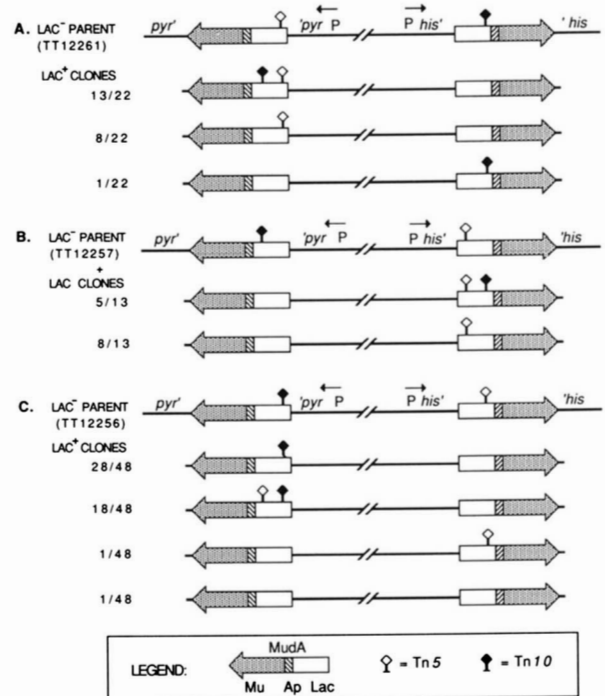 A. LAC⁻ PARENT (TT12261) pyr' 'pyr P P his' ' his
LAC⁺ CLONES
13/22
8/22
1/22
B. LAC⁻ PARENT (TT12257) pyr' 'pyr P P his' 'his
LAC⁺ CLONES
5/13
8/13
C. LAC⁻ PARENT (TT12256) pyr' 'pyr P P his' 'his
LAC⁺ CLONES
28/48
18/48
1/48
1/48
LEGEND: MudA
Mu Ap Lac
= Tn5 = Tn10